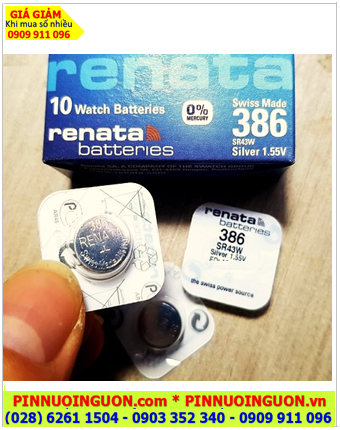 GIÁ GIẢM
Khi mua số nhiều
0909 911 096
renata
10 Watch Batteries
0%
MERCURY
Swiss Made
386
SR43W
Silver 1.55V
renata
batteries
RENATA
renata
batteries
386
SR43W
Silver 1.55V
the swiss power source
PINNUOINGUON.com * PINNUOINGUON.vn
(028) 6261 1504 - 0903 352 340 - 0909 911 096